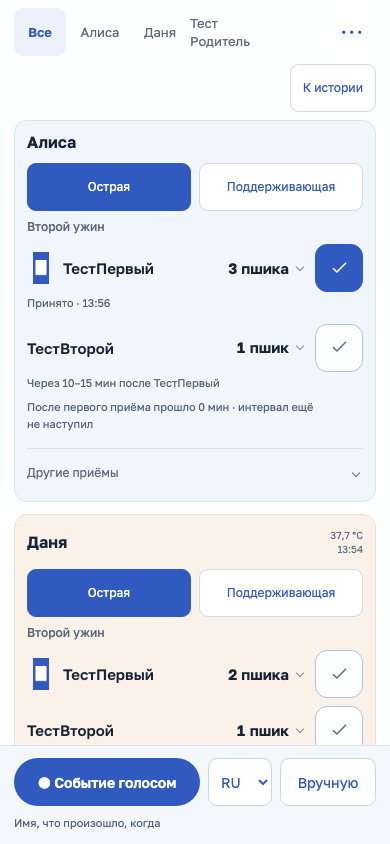 Все
Алиса
Даня
Тест
Родитель
К истории
Алиса
Острая
Поддерживающая
Второй ужин
ТестПервый
3 пшика
Принято · 13:56
ТестВторой
1 пшик
Через 10–15 мин после ТестПервый
После первого приёма прошло 0 мин · интервал ещё
не наступил
Другие приёмы
Даня
37,7 °C
13:54
Острая
Поддерживающая
Второй ужин
ТестПервый
2 пшика
ТестВторой
1 пшик
Событие голосом
RU
Вручную
Имя, что произошло, когда